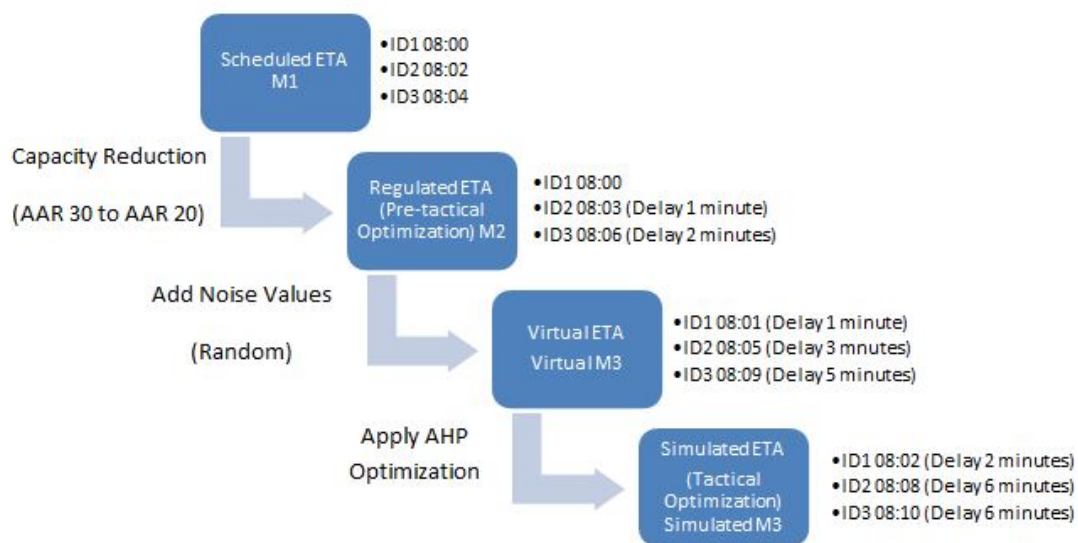 Scheduled ETA
M1
•ID1 08:00
•ID2 08:02
•ID3 08:04
Capacity Reduction
(AAR 30 to AAR 20)
Regulated ETA
(Pre-tactical
Optimization) M2
•ID1 08:00
•ID2 08:03 (Delay 1 minute)
•ID3 08:06 (Delay 2 minutes)
Add Noise Values
(Random)
Virtual ETA
Virtual M3
•ID1 08:01 (Delay 1 minute)
•ID2 08:05 (Delay 3 mnutes)
•ID3 08:09 (Delay 5 minutes)
Apply AHP
Optimization
Simulated ETA
(Tactical
Optimization)
Simulated M3
•ID1 08:02 (Delay 2 minutes)
•ID2 08:08 (Delay 6 minutes)
•ID3 08:10 (Delay 6 minutes)